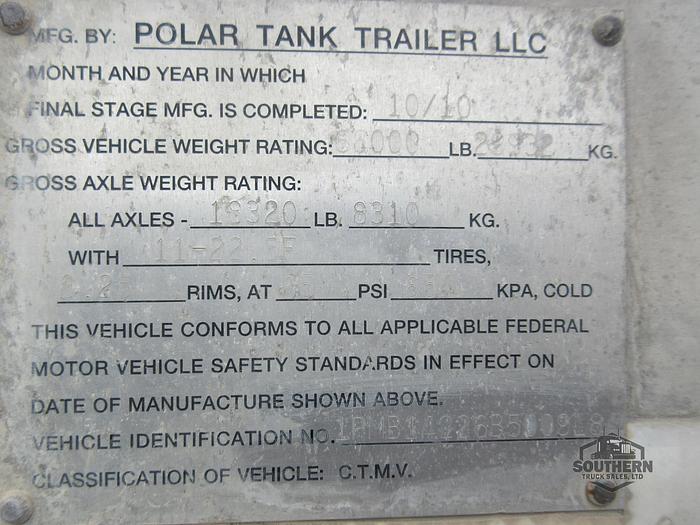 MFG. BY: POLAR TANK TRAILER LLC
MONTH AND YEAR IN WHICH
FINAL STAGE MFG. IS COMPLETED: 10/10
GROSS VEHICLE WEIGHT RATING: LB. KG.
GROSS AXLE WEIGHT RATING:
ALL AXLES - LB. 8310 KG.
WITH TIRES,
RIMS, AT PSI KPA, COLD
THIS VEHICLE CONFORMS TO ALL APPLICABLE FEDERAL
MOTOR VEHICLE SAFETY STANDARDS IN EFFECT ON
DATE OF MANUFACTURE SHOWN ABOVE.
VEHICLE IDENTIFICATION NO.
CLASSIFICATION OF VEHICLE: C.T.M.V.
SOUTHERN
TRUCK SALES, LTD